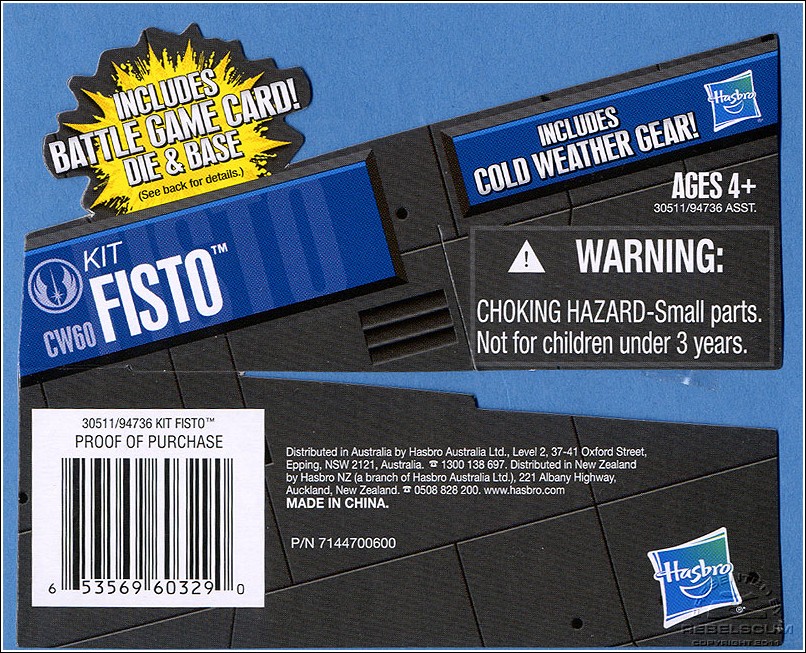 INCLUDES
BATTLE GAME CARD!
DIE & BASE
(See back for details.)
INCLUDES
COLD WEATHER GEAR!
Hasbro
®
AGES 4+
30511/94736 ASST.
KIT
FISTO™
CW60
WARNING:
CHOKING HAZARD-Small parts.
Not for children under 3 years.
30511/94736 KIT FISTO™
PROOF OF PURCHASE
6 53569 60329 0
Distributed in Australia by Hasbro Australia Ltd., Level 2, 37-41 Oxford Street,
Epping, NSW 2121, Australia. ☎ 1300 138 697. Distributed in New Zealand
by Hasbro NZ (a branch of Hasbro Australia Ltd.), 221 Albany Highway,
Auckland, New Zealand. ☎ 0508 828 200. www.hasbro.com
MADE IN CHINA.
P/N 7144700600
Hasbro
®
REBELSCUM
COPYRIGHT 2011